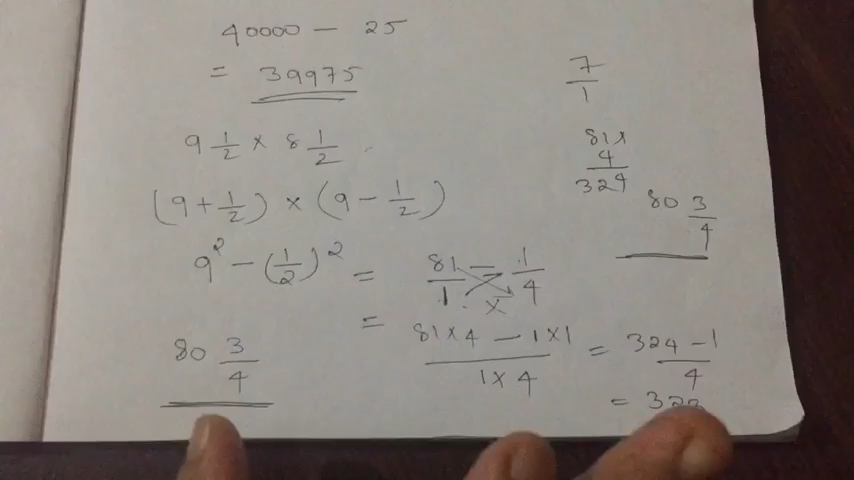 40000 - 25
= 39975
9 1/2 × 8 1/2
(9 + 1/2) × (9 - 1/2)
9² - (1/2)² = 81/1 - 1/4
×
= (81×4 - 1×1)/(1×4) = (324 - 1)/4
80 3/4
7/1
81×
4
324
80 3/4